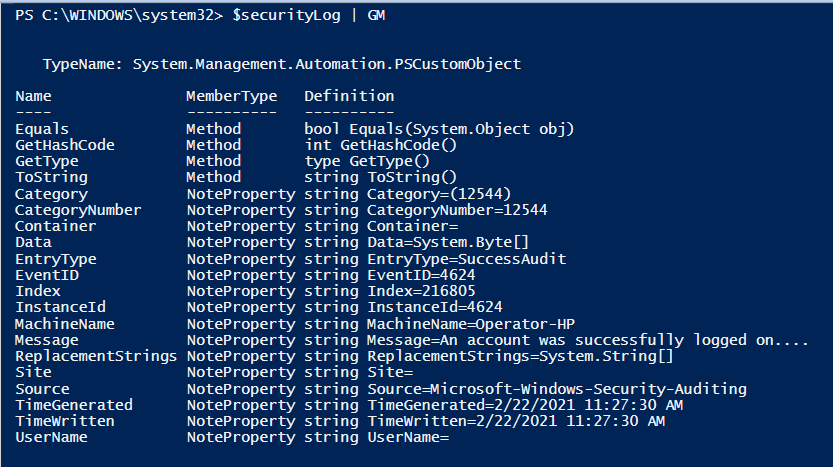 PS C:\WINDOWS\system32> $securityLog | GM
TypeName: System.Management.Automation.PSCustomObject
Name MemberType Definition
---- ---------- ----------
Equals Method bool Equals(System.Object obj)
GetHashCode Method int GetHashCode()
GetType Method type GetType()
ToString Method string ToString()
Category NoteProperty string Category=(12544)
CategoryNumber NoteProperty string CategoryNumber=12544
Container NoteProperty string Container=
Data NoteProperty string Data=System.Byte[]
EntryType NoteProperty string EntryType=SuccessAudit
EventID NoteProperty string EventID=4624
Index NoteProperty string Index=216805
InstanceId NoteProperty string InstanceId=4624
MachineName NoteProperty string MachineName=Operator-HP
Message NoteProperty string Message=An account was successfully logged on....
ReplacementStrings NoteProperty string ReplacementStrings=System.String[]
Site NoteProperty string Site=
Source NoteProperty string Source=Microsoft-Windows-Security-Auditing
TimeGenerated NoteProperty string TimeGenerated=2/22/2021 11:27:30 AM
TimeWritten NoteProperty string TimeWritten=2/22/2021 11:27:30 AM
UserName NoteProperty string UserName=